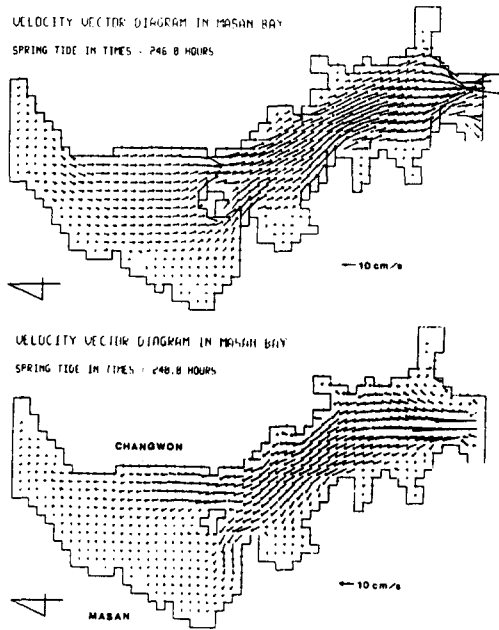 VELOCITY VECTOR DIAGRAM IN MASAN BAY
SPRING TIDE IN TIMES - 246.0 HOURS
← 10 cm/s
VELOCITY VECTOR DIAGRAM IN MASAN BAY
SPRING TIDE IN TIMES - 248.0 HOURS
CHANGWON
← 10 cm/s
MASAN